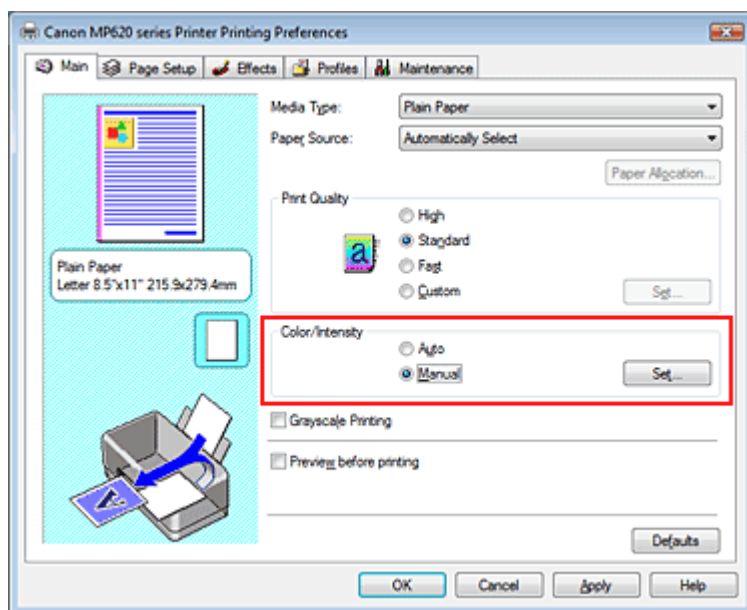 Canon MP620 series Printer Printing Preferences
Main Page Setup Effects Profiles Maintenance
Media Type: Plain Paper
Paper Source: Automatically Select
Paper Allocation...
Print Quality
High
Standard
Fast
Custom Set...
Plain Paper
Letter 8.5"x11" 215.9x279.4mm
Color/Intensity
Auto
Manual Set...
Grayscale Printing
Preview before printing
Defaults
OK Cancel Apply Help
a
A